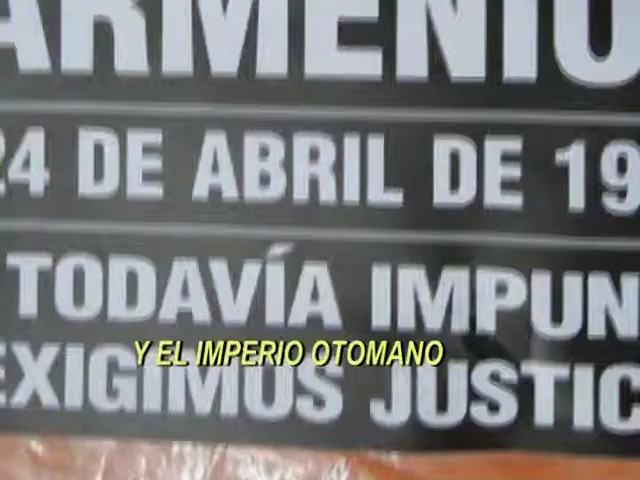 ARMENIO
24 DE ABRIL DE 19
TODAVÍA IMPUN
EXIGIMOS JUSTIC
Y EL IMPERIO OTOMANO